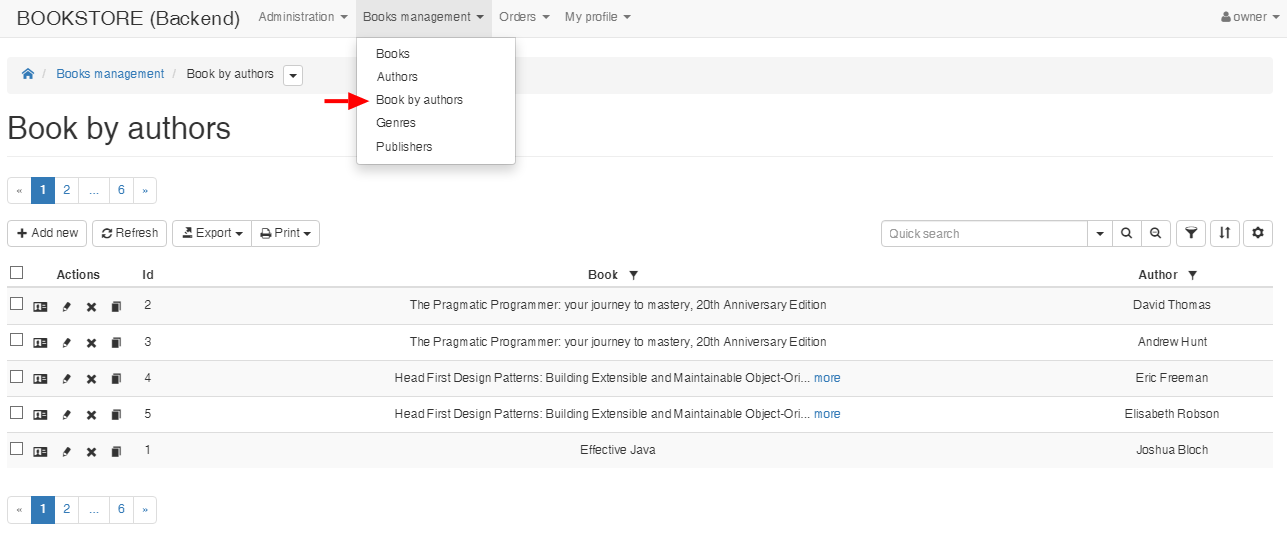 BOOKSTORE (Backend) Administration Books management Orders My profile owner
Books
Authors
Book by authors
Genres
Publishers
/ Books management / Book by authors
Book by authors
« 1 2 ... 6 »
Add new Refresh Export Print Quick search
Actions Id Book Author
2 The Pragmatic Programmer: your journey to mastery, 20th Anniversary Edition David Thomas
3 The Pragmatic Programmer: your journey to mastery, 20th Anniversary Edition Andrew Hunt
4 Head First Design Patterns: Building Extensible and Maintainable Object-Ori... more Eric Freeman
5 Head First Design Patterns: Building Extensible and Maintainable Object-Ori... more Elisabeth Robson
1 Effective Java Joshua Bloch
« 1 2 ... 6 »